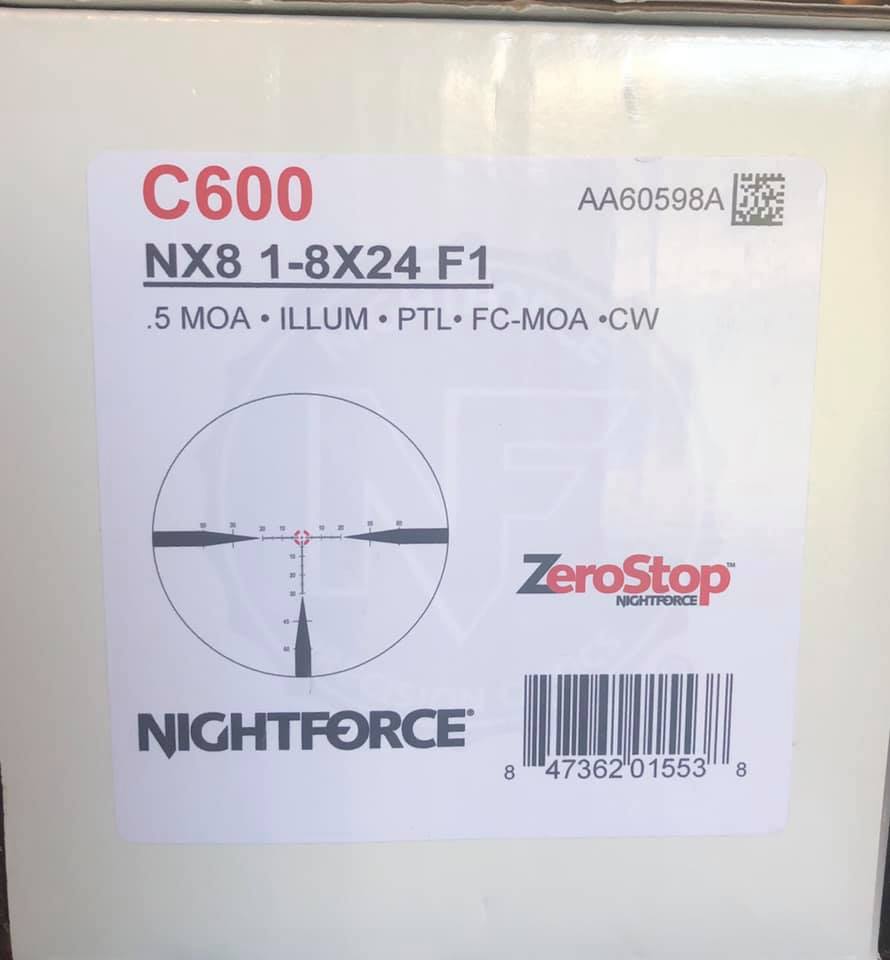 C600
AA60598A
NX8 1-8X24 F1
.5 MOA • ILLUM • PTL• FC-MOA •CW
ZeroStop™
NIGHTFORCE
NIGHTFORCE®
8 47362 01553 8